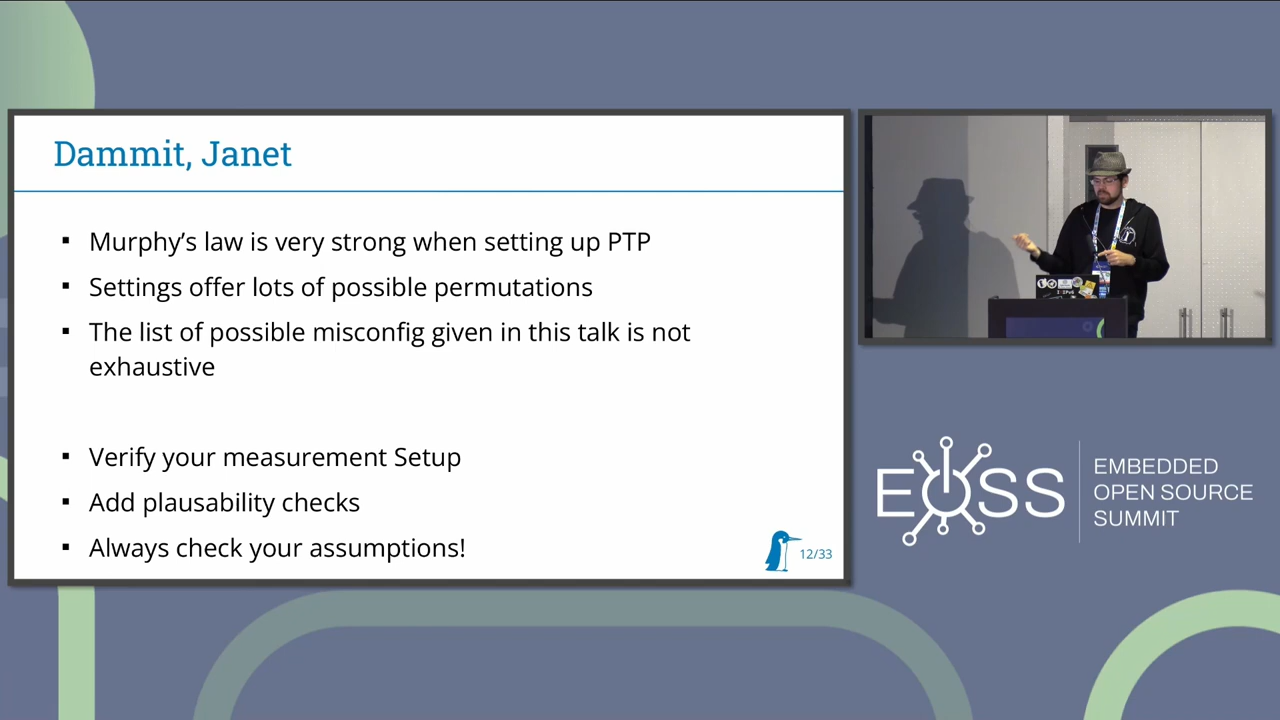 Dammit, Janet
Murphy’s law is very strong when setting up PTP
Settings offer lots of possible permutations
The list of possible misconfig given in this talk is not
exhaustive
Verify your measurement Setup
Add plausability checks
Always check your assumptions!
12/33
EOSS
EMBEDDED
OPEN SOURCE
SUMMIT